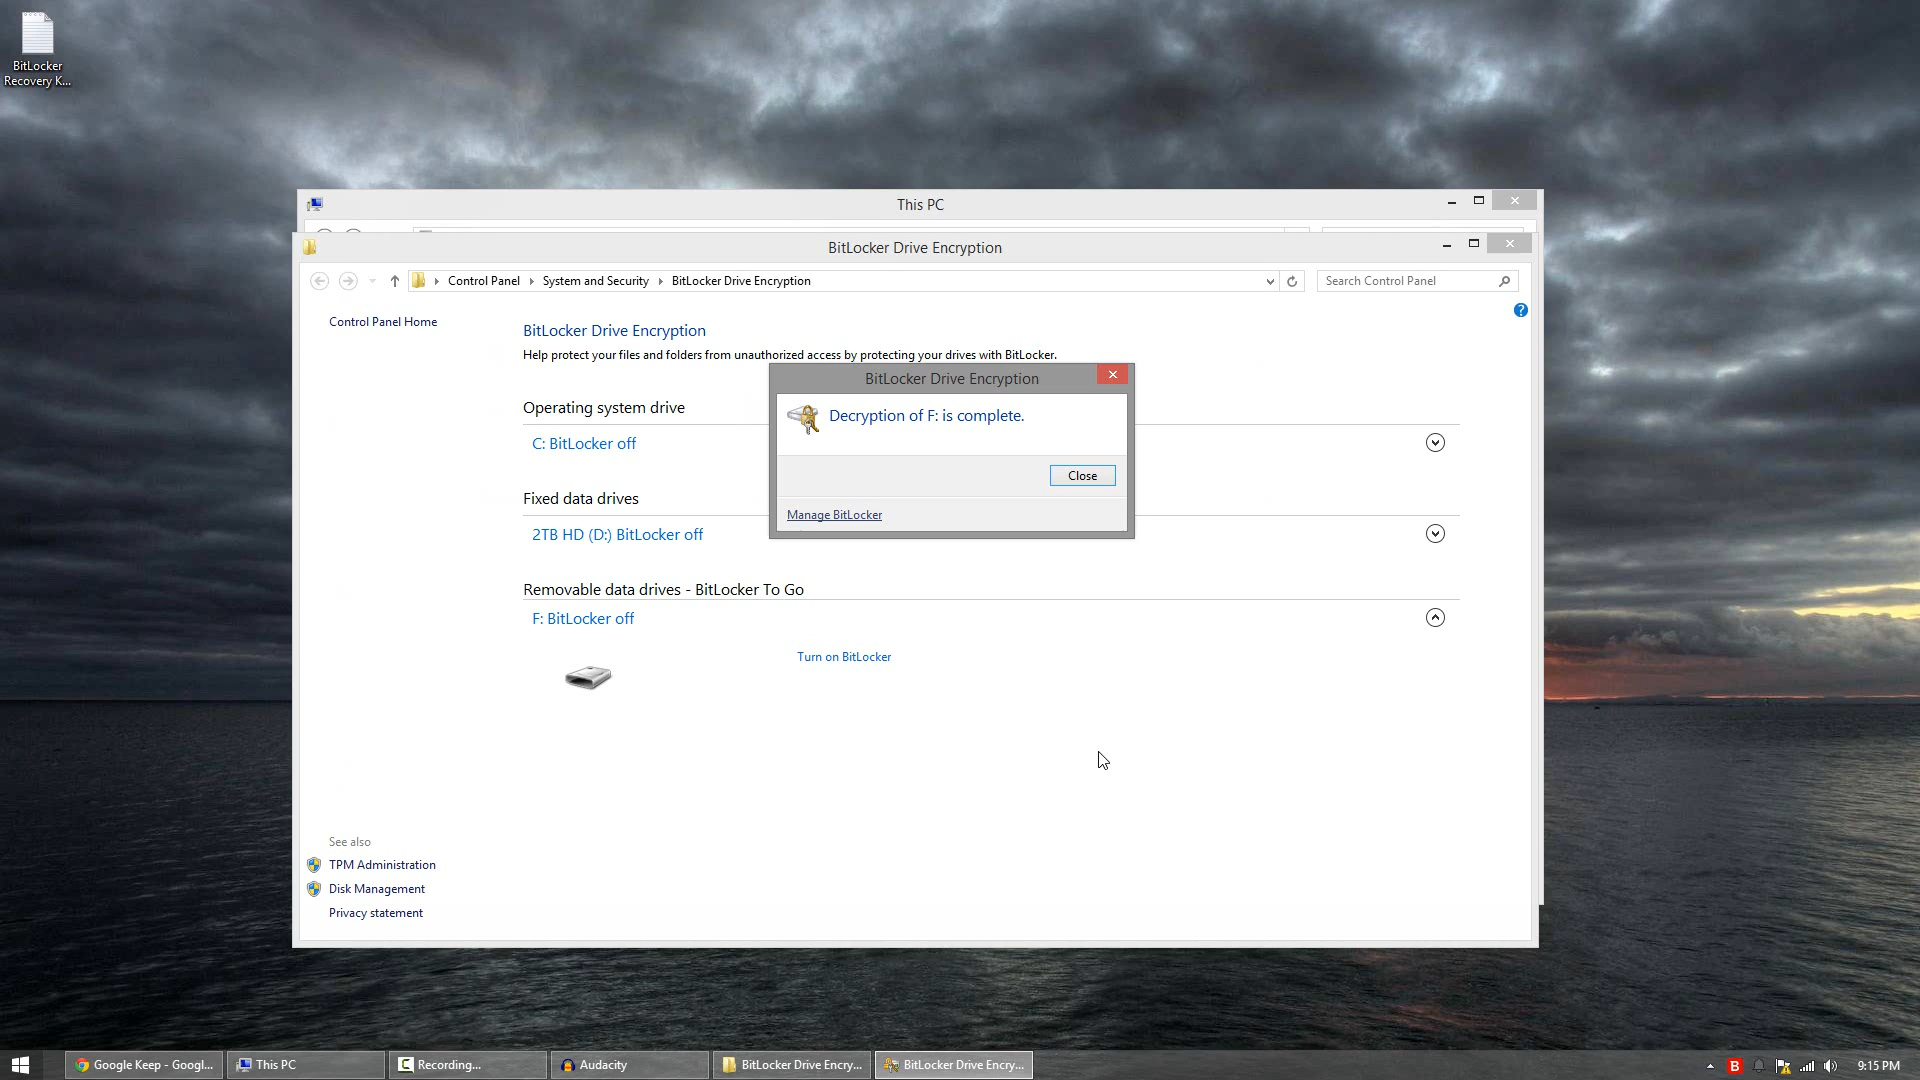 BitLocker
Recovery K...
This PC
BitLocker Drive Encryption
Control Panel
System and Security
BitLocker Drive Encryption
Search Control Panel
Control Panel Home
BitLocker Drive Encryption
Help protect your files and folders from unauthorized access by protecting your drives with BitLocker.
BitLocker Drive Encryption
Decryption of F: is complete.
Close
Manage BitLocker
Operating system drive
C: BitLocker off
Fixed data drives
2TB HD (D:) BitLocker off
Removable data drives - BitLocker To Go
F: BitLocker off
Turn on BitLocker
See also
TPM Administration
Disk Management
Privacy statement
Google Keep - Googl...
This PC
Recording...
Audacity
BitLocker Drive Encry...
BitLocker Drive Encry...
B
9:15 PM